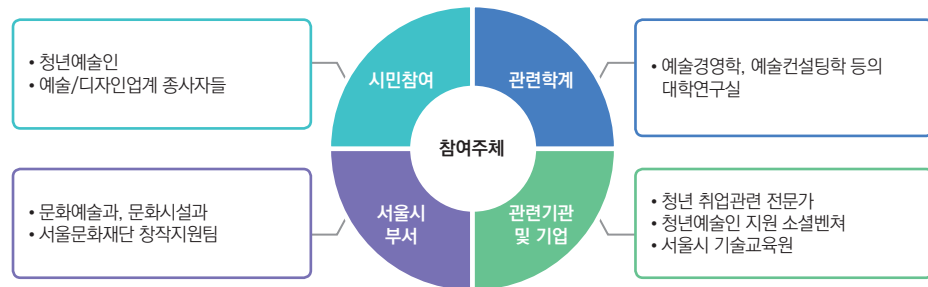 • 청년예술인
• 예술/디자인업계 종사자들
시민참여
관련학계
• 예술경영학, 예술컨설팅학 등의
대학연구실
참여주체
• 문화예술과, 문화시설과
• 서울문화재단 창작지원팀
서울시
부서
관련기관
및 기업
• 청년 취업관련 전문가
• 청년예술인 지원 소셜벤쳐
• 서울시 기술교육원